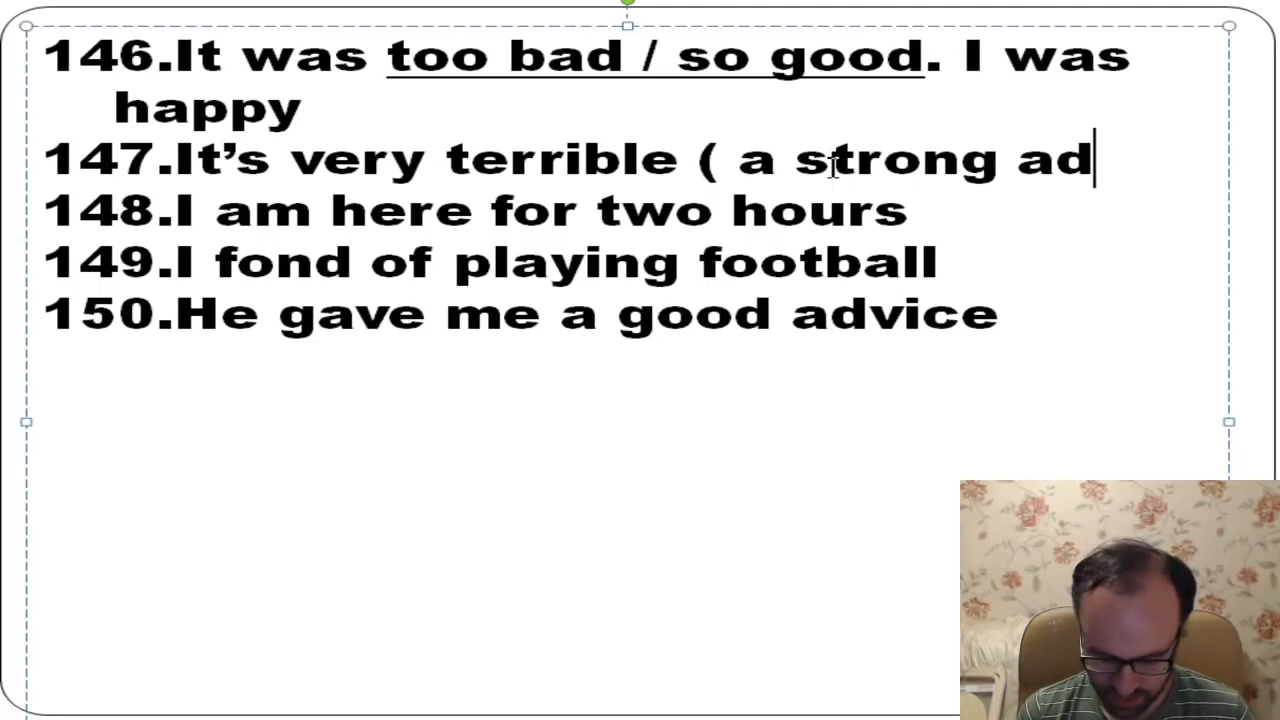 146.It was too bad / so good. I was
happy
147.It’s very terrible ( a strong ad
148.I am here for two hours
149.I fond of playing football
150.He gave me a good advice